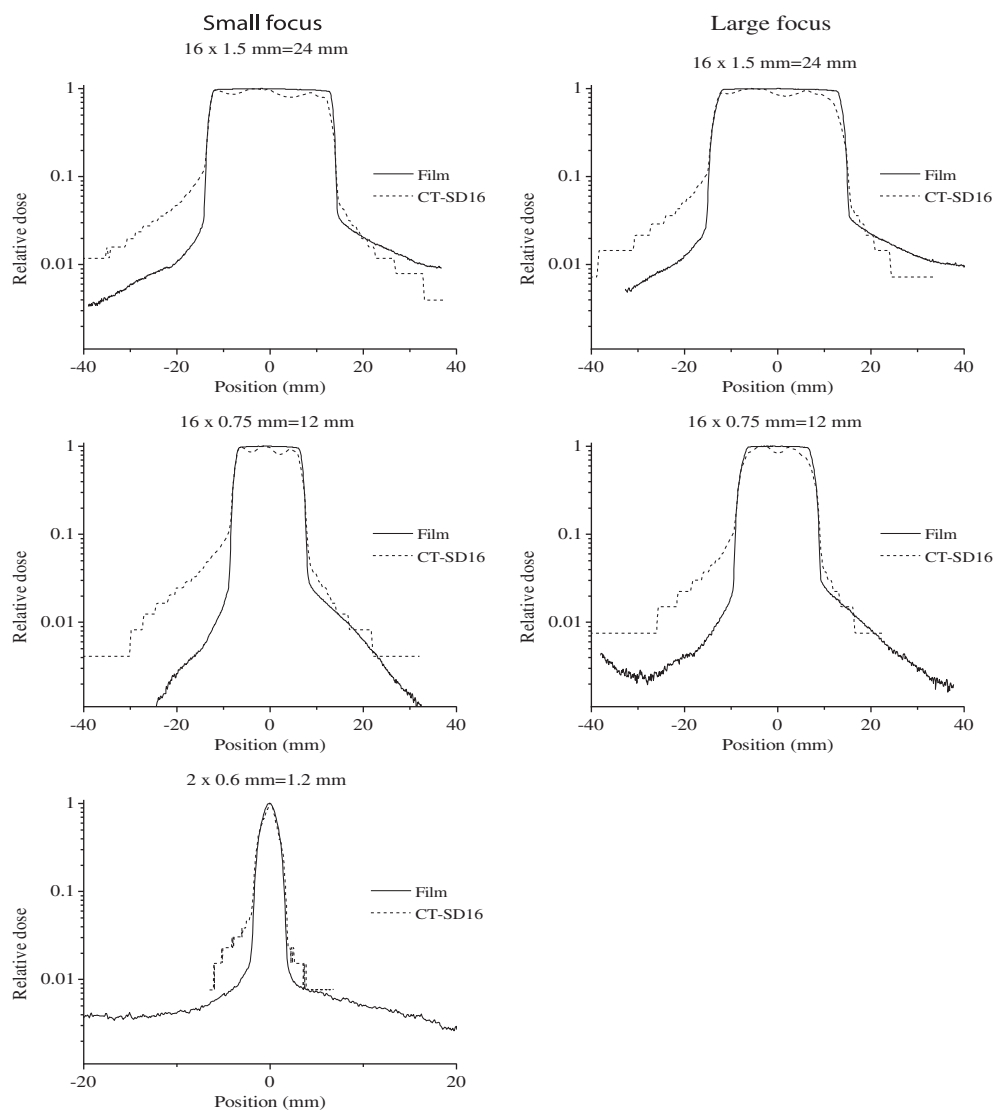 Small focus
16 x 1.5 mm=24 mm
1
0.1
0.01
Relative dose
Film
CT-SD16
-40
-20
0
20
40
Position (mm)
Large focus
16 x 1.5 mm=24 mm
1
0.1
0.01
Relative dose
Film
CT-SD16
-40
-20
0
20
40
Position (mm)
16 x 0.75 mm=12 mm
1
0.1
0.01
Relative dose
Film
CT-SD16
-40
-20
0
20
40
Position (mm)
16 x 0.75 mm=12 mm
1
0.1
0.01
Relative dose
Film
CT-SD16
-40
-20
0
20
40
Position (mm)
2 x 0.6 mm=1.2 mm
1
0.1
0.01
Relative dose
Film
CT-SD16
-20
0
20
Position (mm)